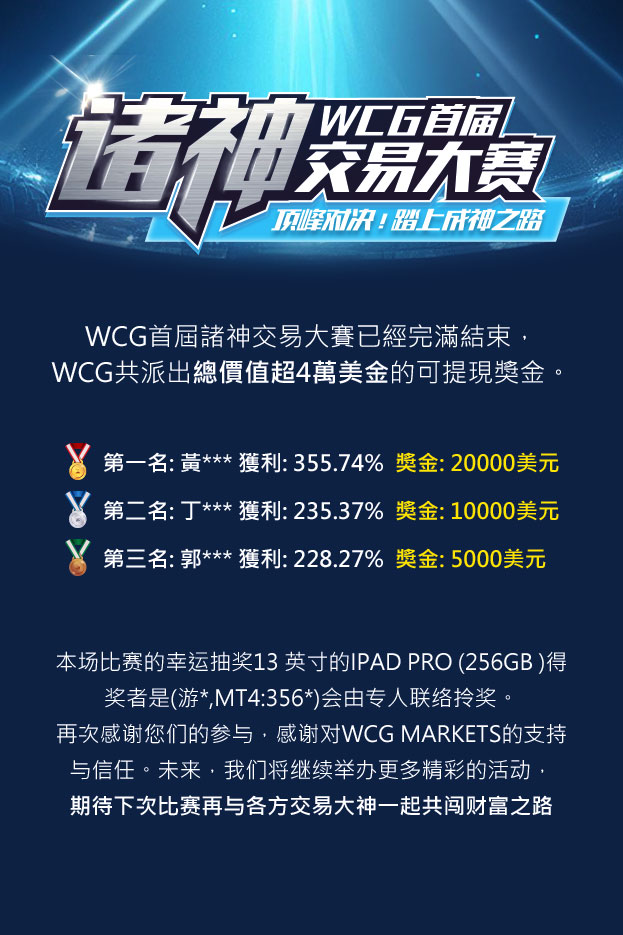 诸神
WCG首届
交易大赛
顶峰对决!踏上成神之路
WCG首屆諸神交易大賽已經完滿結束，
WCG共派出總價值超4萬美金的可提現獎金。
第一名: 黃*** 獲利: 355.74% 獎金: 20000美元
第二名: 丁*** 獲利: 235.37% 獎金: 10000美元
第三名: 郭*** 獲利: 228.27% 獎金: 5000美元
本场比赛的幸运抽奖13 英寸的IPAD PRO (256GB )得
奖者是(游*,MT4:356*)会由专人联络拎奖。
再次感谢您们的参与，感谢对WCG MARKETS的支持
与信任。未来，我们将继续举办更多精彩的活动，
期待下次比赛再与各方交易大神一起共闯财富之路